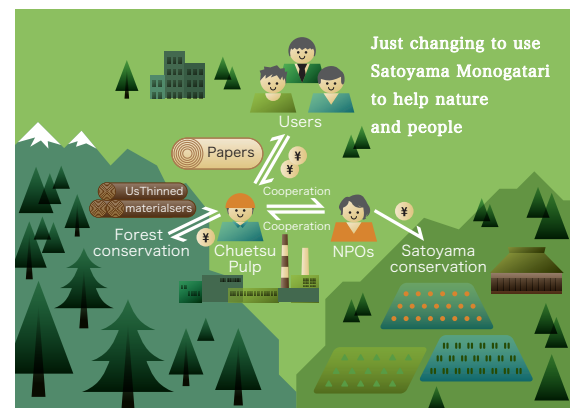 Just changing to use
Satoyama Monogatari
to help nature
and people
Users
Papers
¥
¥
UsThinned
materialsers
Cooperation
Cooperation
¥
¥
Forest
conservation
Chuetsu
Pulp
NPOs
Satoyama
conservation